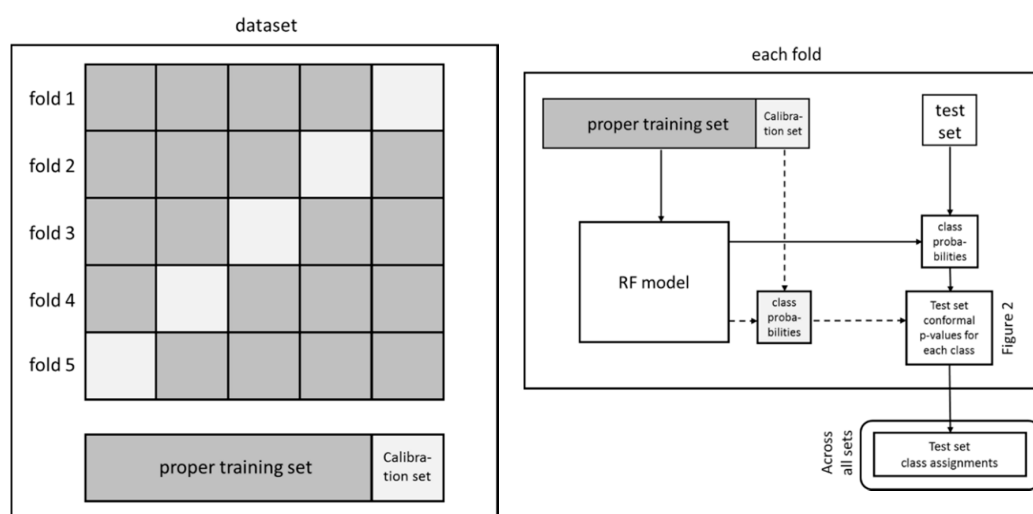 dataset
fold 1
fold 2
fold 3
fold 4
fold 5
proper training set
Calibra-
tion set
each fold
proper training set
Calibra-
tion set
test
set
RF model
class
proba-
bilities
class
proba-
bilities
Test set
conformal
p-values for
each class
Figure 2
Across
all sets
Test set
class assignments